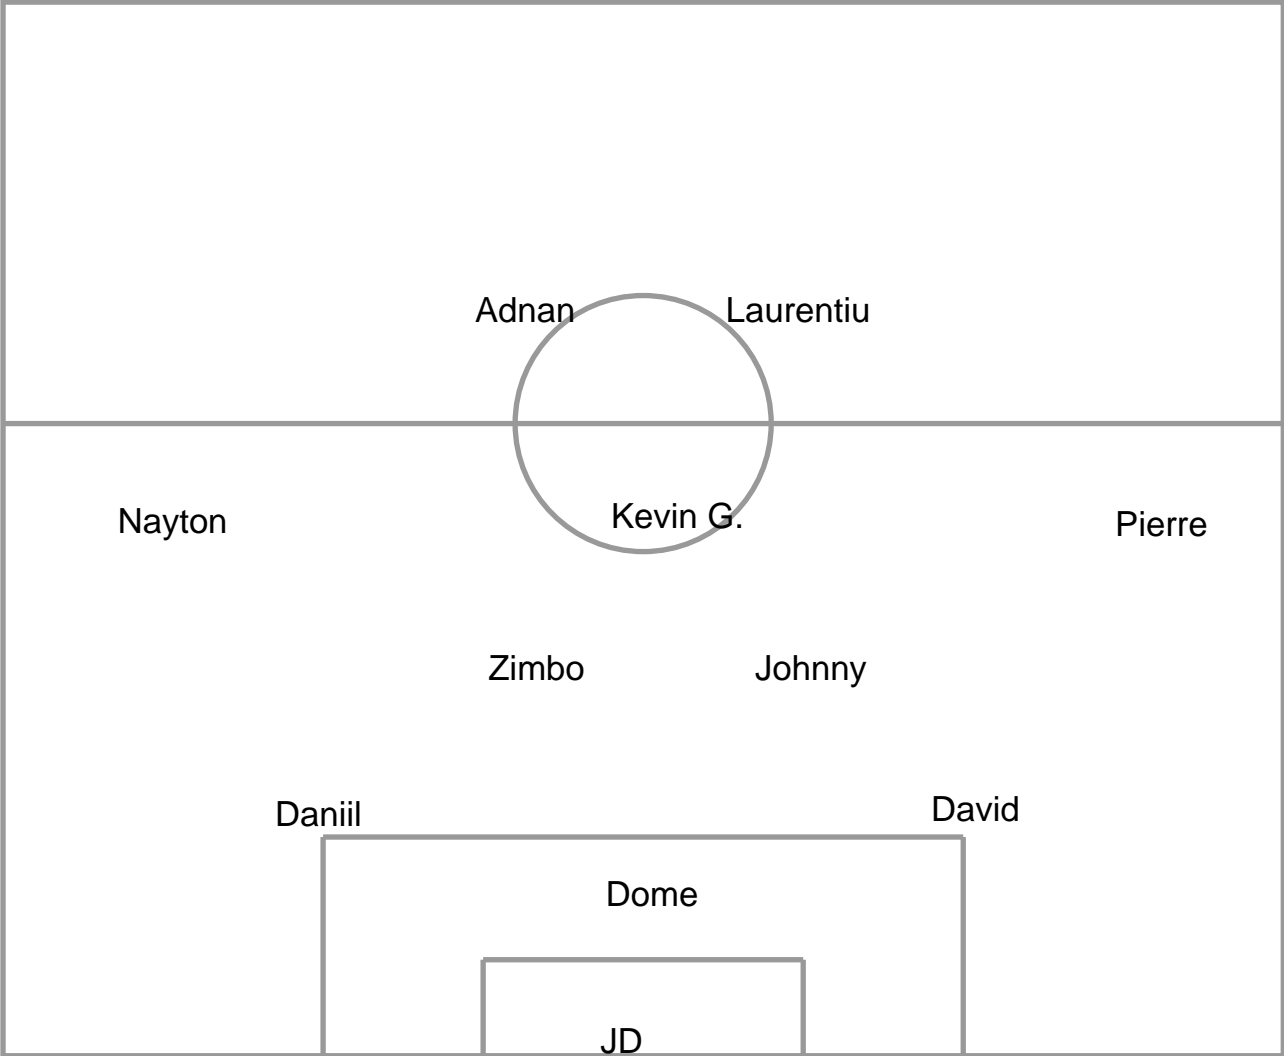 Adnan Laurentiu
Nayton Kevin G. Pierre
Zimbo Johnny
Daniil David
Dome
JD